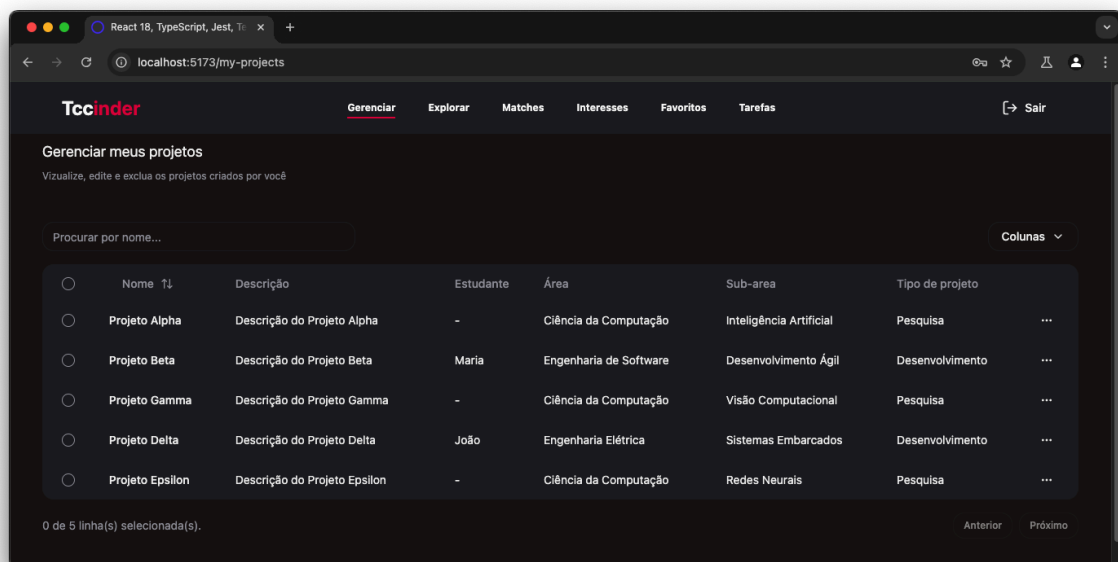 React 18, TypeScript, Jest, Te
localhost:5173/my-projects
Tccinder Gerenciar Explorar Matches Interesses Favoritos Tarefas Sair
Gerenciar meus projetos
Vizualize, edite e exclua os projetos criados por você
Procurar por nome... Colunas
Nome Descrição Estudante Área Sub-area Tipo de projeto
Projeto Alpha Descrição do Projeto Alpha - Ciência da Computação Inteligência Artificial Pesquisa ...
Projeto Beta Descrição do Projeto Beta Maria Engenharia de Software Desenvolvimento Ágil Desenvolvimento ...
Projeto Gamma Descrição do Projeto Gamma - Ciência da Computação Visão Computacional Pesquisa ...
Projeto Delta Descrição do Projeto Delta João Engenharia Elétrica Sistemas Embarcados Desenvolvimento ...
Projeto Epsilon Descrição do Projeto Epsilon - Ciência da Computação Redes Neurais Pesquisa ...
0 de 5 linha(s) selecionada(s). Anterior Próximo